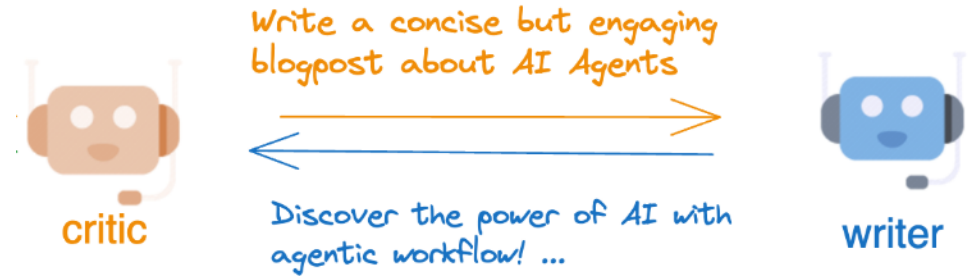 Write a concise but engaging
blogpost about AI Agents
critic
Discover the power of AI with
agentic workflow! ...
writer